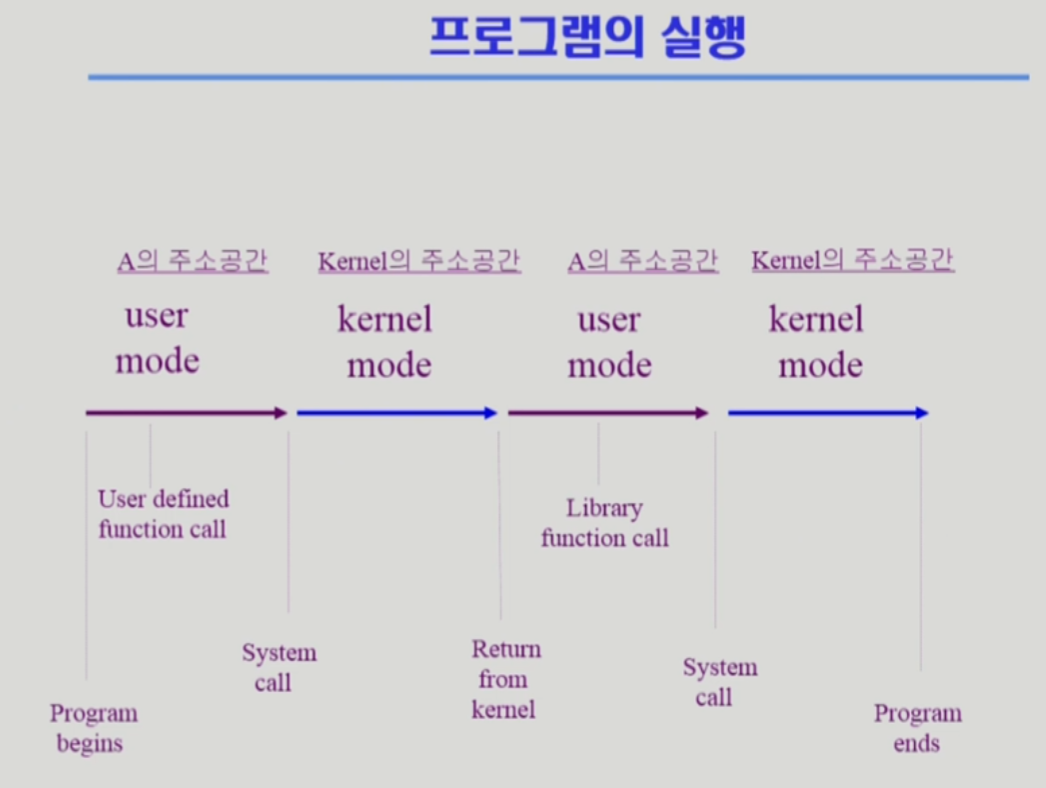 프로그램의 실행
A의 주소공간
Kernel의 주소공간
A의 주소공간
Kernel의 주소공간
user
mode
kernel
mode
user
mode
kernel
mode
User defined
function call
Library
function call
System
call
Return
from
kernel
System
call
Program
begins
Program
ends